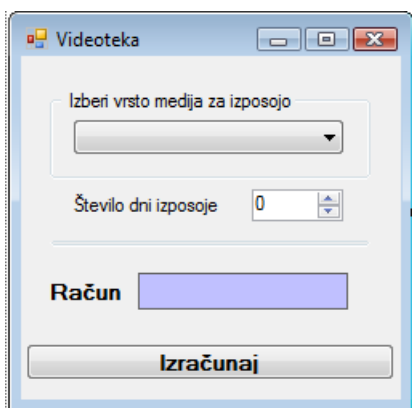 Videoteka
Izberi vrsto medija za izposojo
Število dni izposoje 0
Račun
Izračunaj